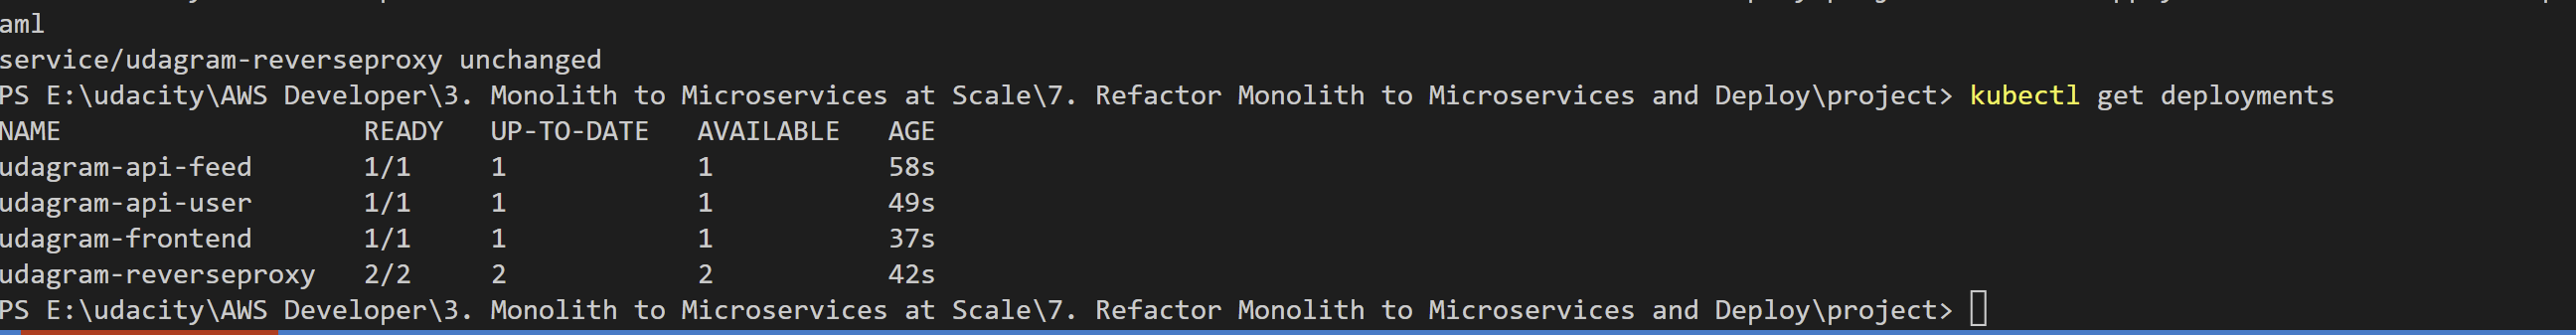 aml
service/udagram-reverseproxy unchanged
PS E:\udacity\AWS Developer\3. Monolith to Microservices at Scale\7. Refactor Monolith to Microservices and Deploy\project> kubectl get deployments
NAME READY UP-TO-DATE AVAILABLE AGE
udagram-api-feed 1/1 1 1 58s
udagram-api-user 1/1 1 1 49s
udagram-frontend 1/1 1 1 37s
udagram-reverseproxy 2/2 2 2 42s
PS E:\udacity\AWS Developer\3. Monolith to Microservices at Scale\7. Refactor Monolith to Microservices and Deploy\project>